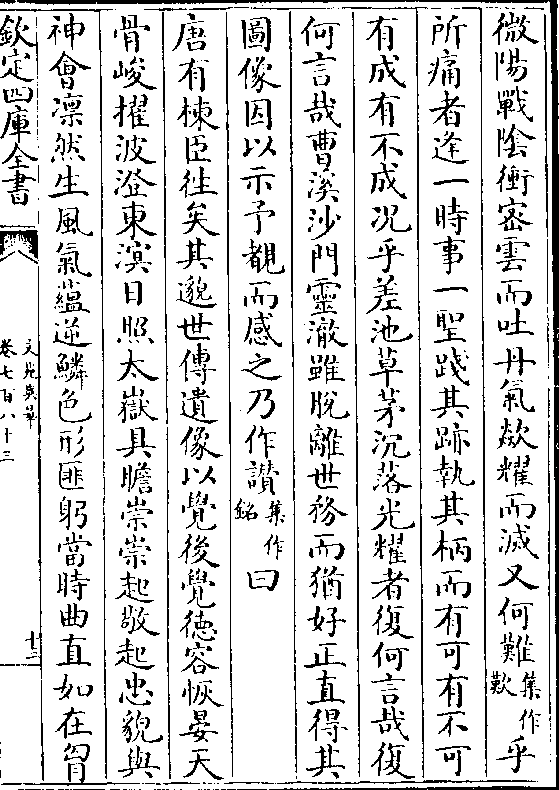 微陽戰陰衝密雲而吐丹氣歘耀而滅又何難集作歎乎
所痛者逢一時事一聖踐其跡執其柄而有可有不可
有成有不成况乎差池草茅沉落光耀者復何言哉復
何言哉曹溪沙門靈澈雖脫離世務而猶好正直得其
圖像因以示予覩而感之乃作讃集作銘曰
唐有棟臣徃矣其邈世傳遺像以覺後覺徳容恢晏天
骨峻擢波澄東溟日照太嶽具瞻崇崇起敬起忠貌與
神會凛然生風氣蘊逆鱗色形匪躬當時曲直如在胷
欽定四庫全書
文苑英華
卷七百八十三
十三